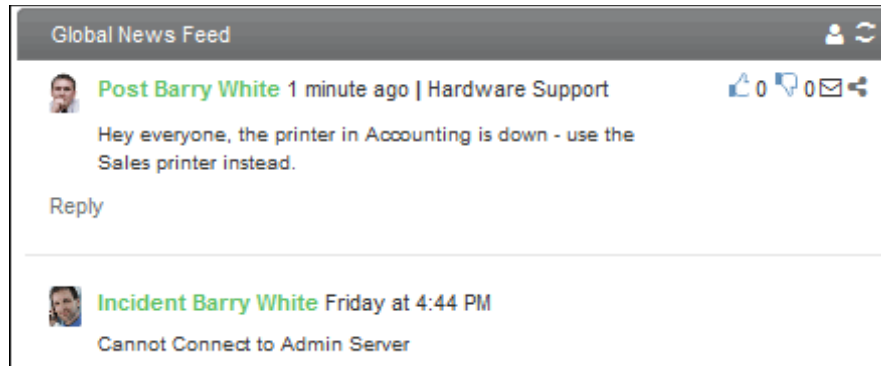 Global News Feed
Post Barry White 1 minute ago | Hardware Support 0 0
Hey everyone, the printer in Accounting is down - use the
Sales printer instead.
Reply
Incident Barry White Friday at 4:44 PM
Cannot Connect to Admin Server